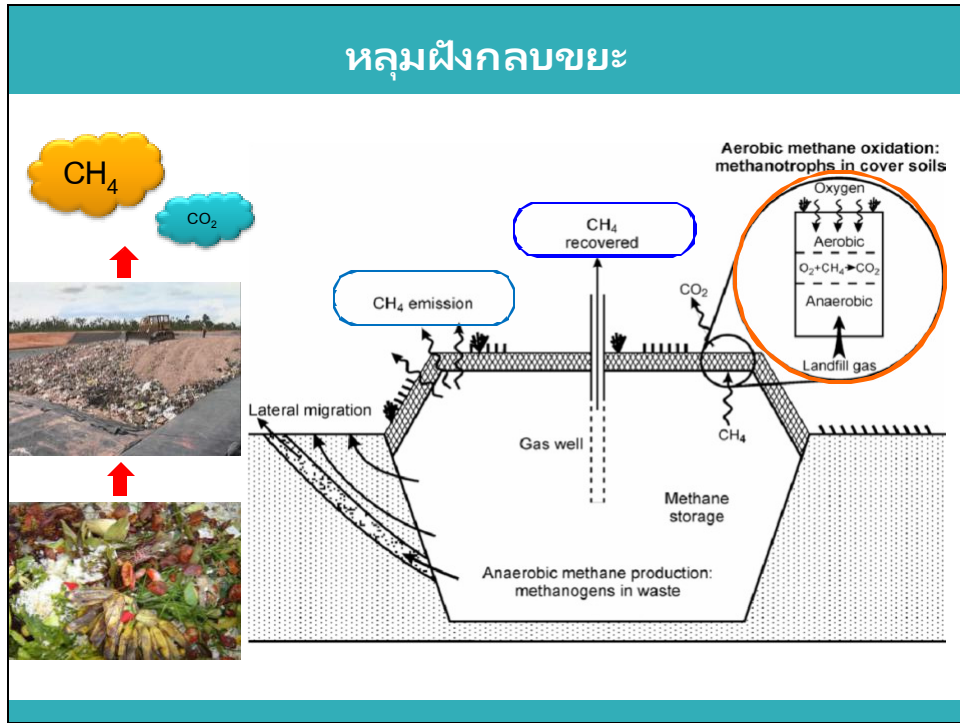 หลุมฝังกลบขยะ
CH4
CO2
Aerobic methane oxidation:
methanotrophs in cover soils
Oxygen
Aerobic
O2+CH4→CO2
Anaerobic
Landfill gas
CH4
recovered
CH4 emission
CO2
Lateral migration
Gas well
CH4
Methane
storage
Anaerobic methane production:
methanogens in waste